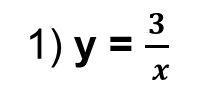 1) y = 3/x